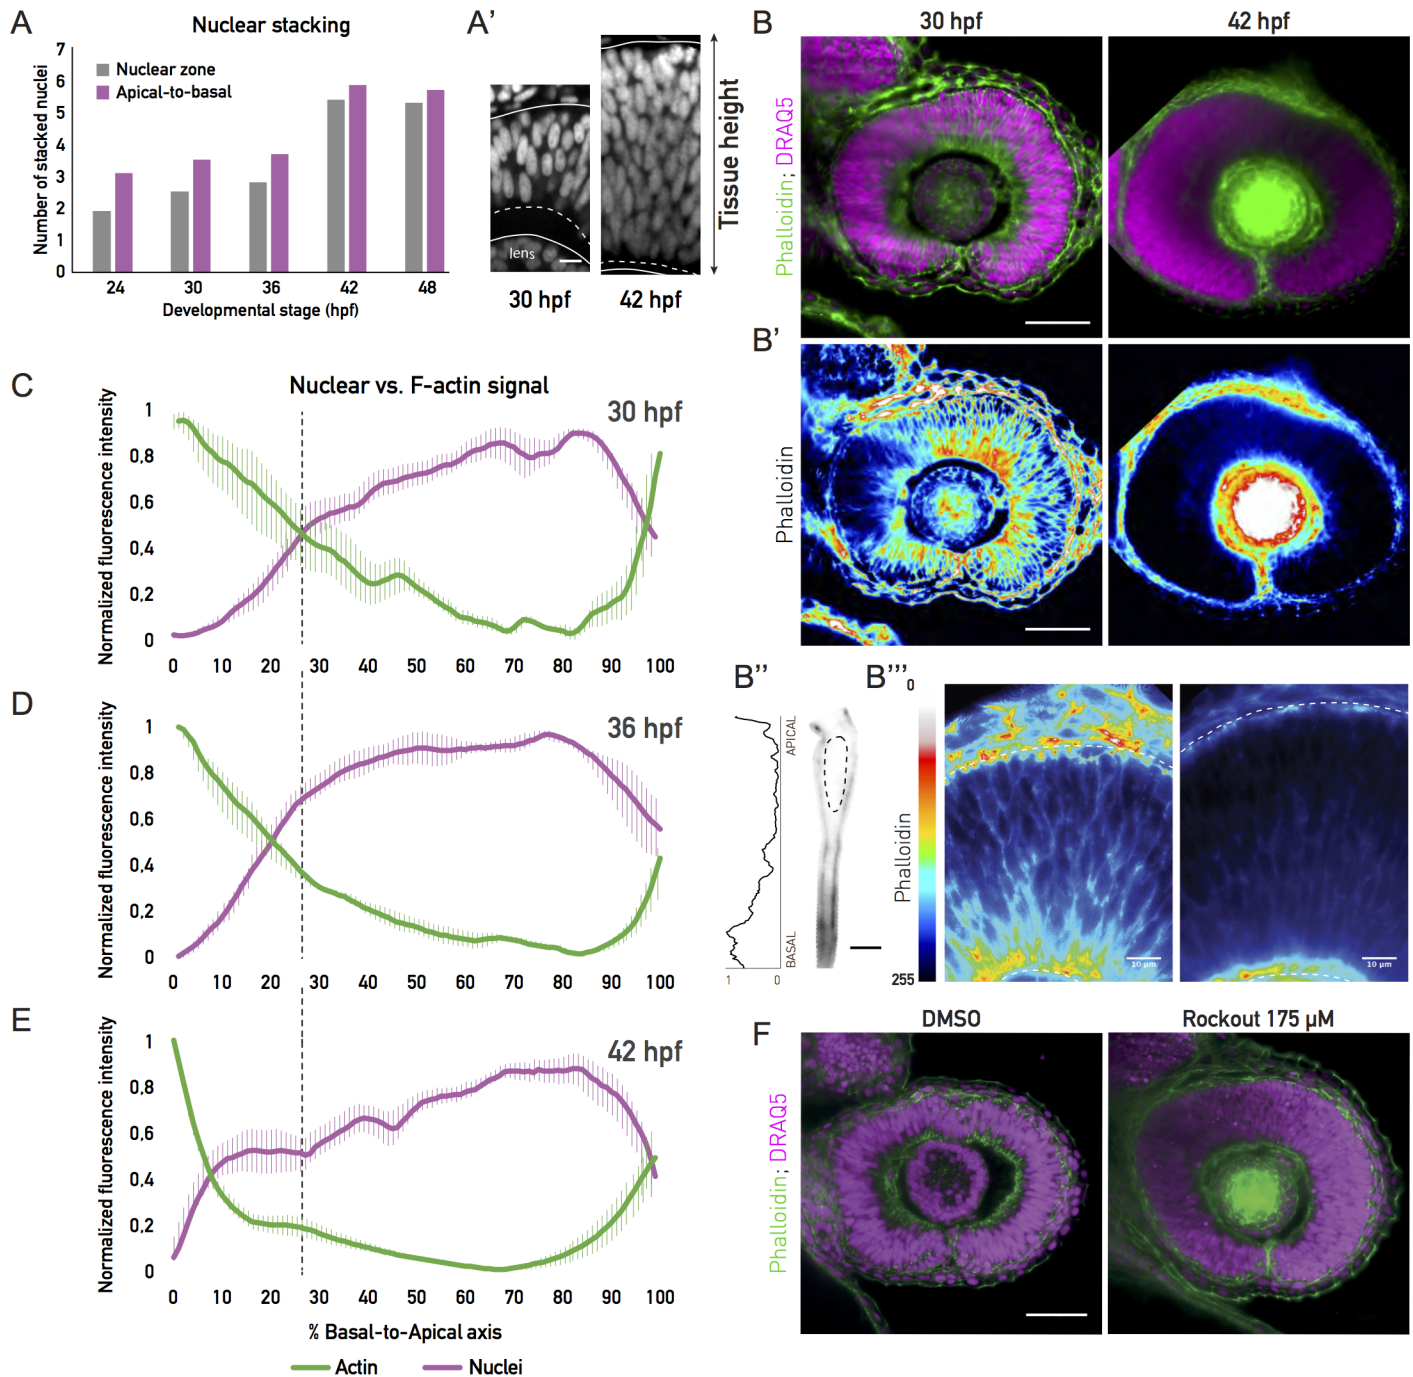 A
Nuclear stacking
7
6
5
4
3
2
1
0
Number of stacked nuclei
Nuclear zone
Apical-to-basal
24
30
36
42
48
Developmental stage (hpf)
A’
lens
30 hpf
42 hpf
Tissue height
B
30 hpf
42 hpf
Phalloidin; DRAQ5
B’
Phalloidin
B’’
APICAL
BASAL
1
0
B’’’
0
255
Phalloidin
10 µm
10 µm
C
Nuclear vs. F-actin signal
30 hpf
Normalized fluorescence intensity
1
0,8
0,6
0,4
0,2
0
0 10 20 30 40 50 60 70 80 90 100
D
36 hpf
Normalized fluorescence intensity
1
0,8
0,6
0,4
0,2
0
0 10 20 30 40 50 60 70 80 90 100
E
42 hpf
Normalized fluorescence intensity
1
0,8
0,6
0,4
0,2
0
0 10 20 30 40 50 60 70 80 90 100
% Basal-to-Apical axis
Actin
Nuclei
F
DMSO
Rockout 175 µM
Phalloidin; DRAQ5